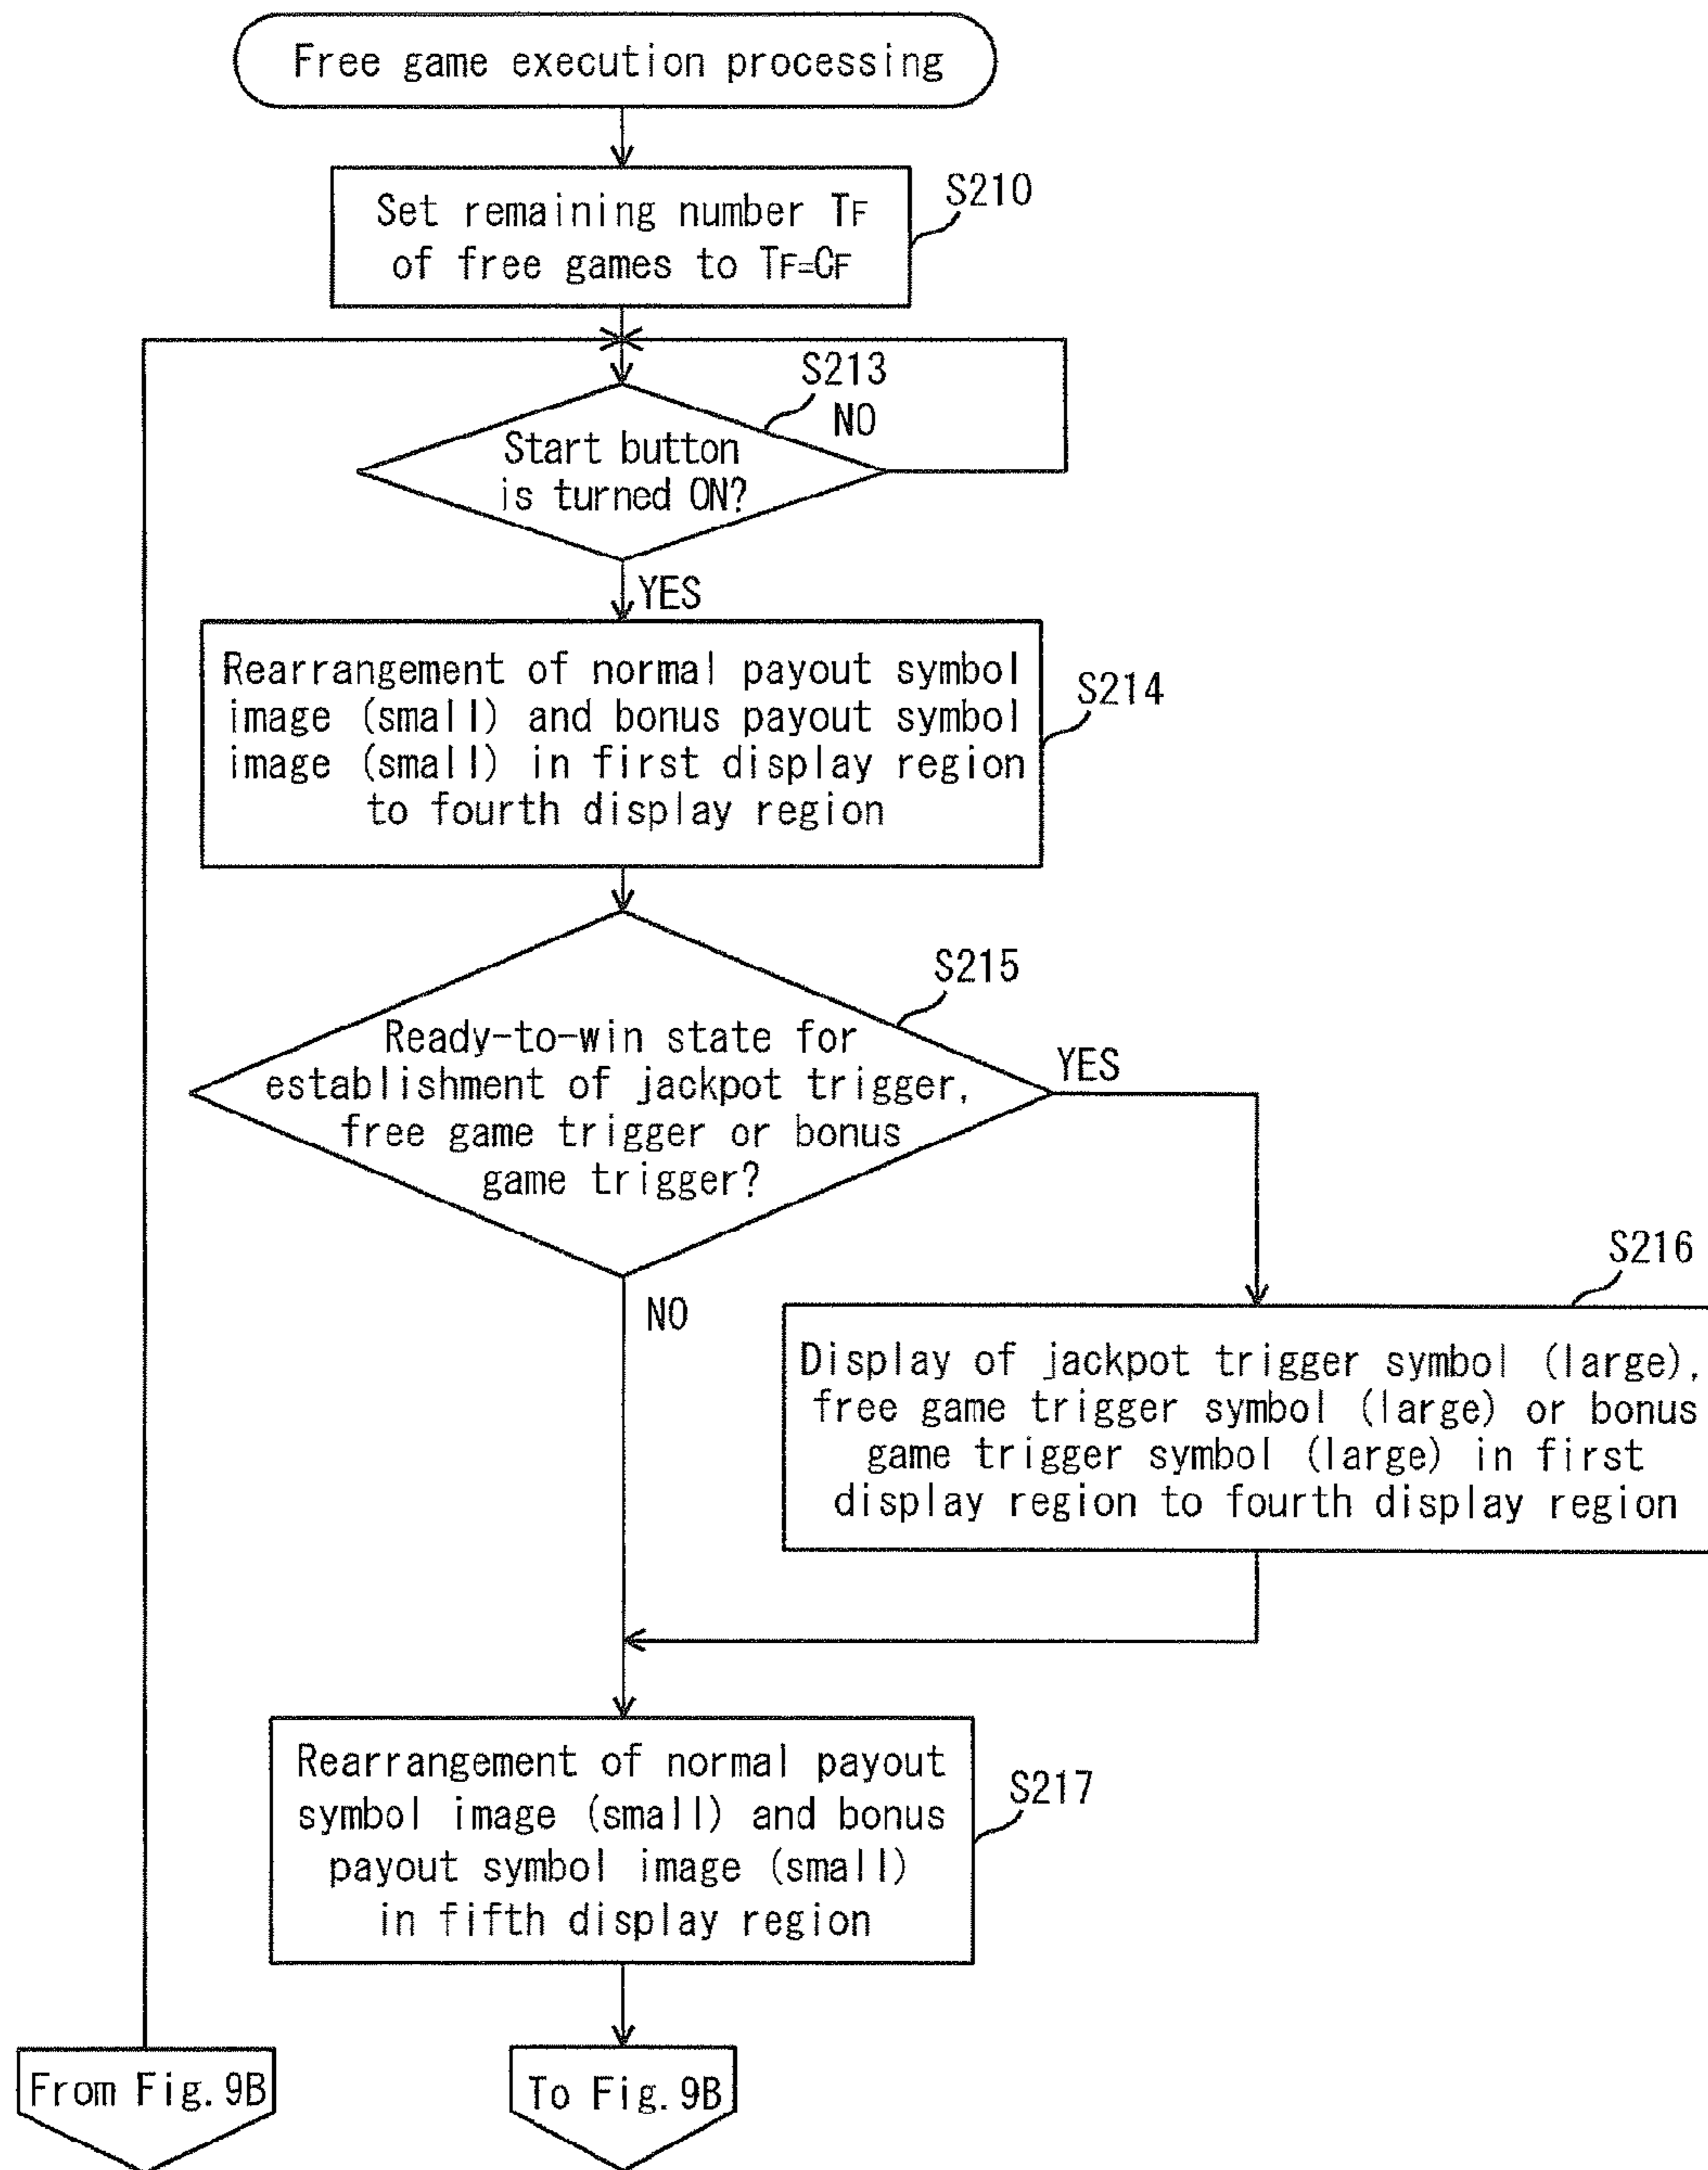 Free game execution processing
S210
Set remaining number TF
of free games to TF=CF
S213
NO
Start button
is turned ON?
YES
Rearrangement of normal payout symbol
image (small) and bonus payout symbol
image (small) in first display region
to fourth display region
S214
S215
Ready-to-win state for
establishment of jackpot trigger,
free game trigger or bonus
game trigger?
YES
NO
S216
Display of jackpot trigger symbol (large),
free game trigger symbol (large) or bonus
game trigger symbol (large) in first
display region to fourth display region
Rearrangement of normal payout
symbol image (small) and bonus
payout symbol image (small)
in fifth display region
S217
From Fig. 9B
To Fig. 9B